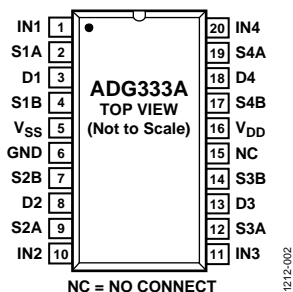 IN1 1 20 IN4
S1A 2 19 S4A
D1 3 18 D4
S1B 4 17 S4B
VSS 5 16 VDD
GND 6 15 NC
S2B 7 14 S3B
D2 8 13 D3
S2A 9 12 S3A
IN2 10 11 IN3
ADG333A
TOP VIEW
(Not to Scale)
NC = NO CONNECT
1212-002